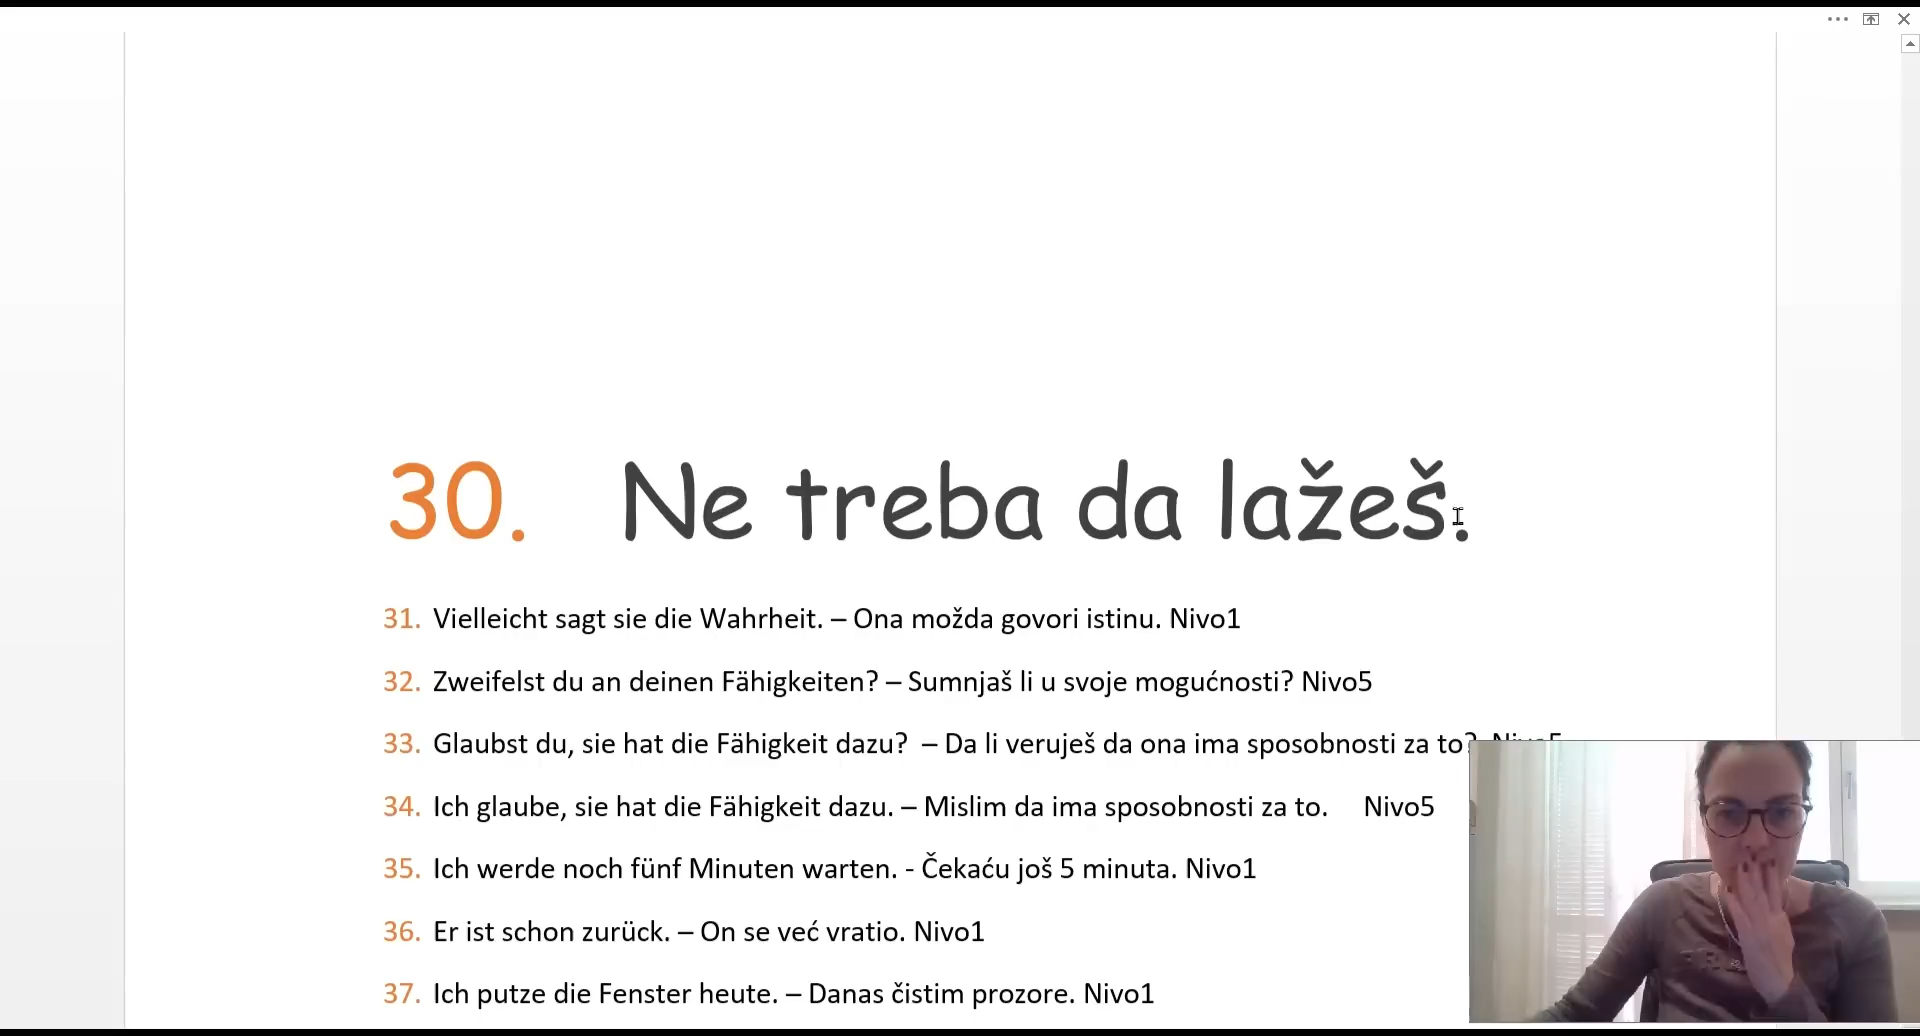 30. Ne treba da lažeš.
31. Vielleicht sagt sie die Wahrheit. – Ona možda govori istinu. Nivo1
32. Zweifelst du an deinen Fähigkeiten? – Sumnjaš li u svoje mogućnosti? Nivo5
33. Glaubst du, sie hat die Fähigkeit dazu? – Da li veruješ da ona ima sposobnosti za to?
34. Ich glaube, sie hat die Fähigkeit dazu. – Mislim da ima sposobnosti za to. Nivo5
35. Ich werde noch fünf Minuten warten. - Čekaću još 5 minuta. Nivo1
36. Er ist schon zurück. – On se već vratio. Nivo1
37. Ich putze die Fenster heute. – Danas čistim prozore. Nivo1